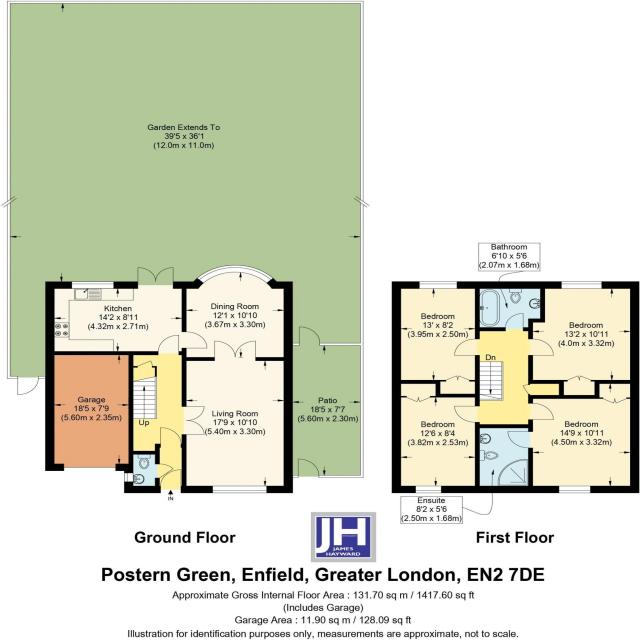 Garden Extends To
39'5 x 36'1
(12.0m x 11.0m)
Kitchen
14'2 x 8'11
(4.32m x 2.71m)
Dining Room
12'1 x 10'10
(3.67m x 3.30m)
Garage
18'5 x 7'9
(5.60m x 2.35m)
Up
Living Room
17'9 x 10'10
(5.40m x 3.30m)
Patio
18'5 x 7'7
(5.60m x 2.30m)
IN
Ground Floor
Bathroom
6'10 x 5'6
(2.07m x 1.68m)
Bedroom
13' x 8'2
(3.95m x 2.50m)
Bedroom
13'2 x 10'11
(4.0m x 3.32m)
Dn
Bedroom
12'6 x 8'4
(3.82m x 2.53m)
Bedroom
14'9 x 10'11
(4.50m x 3.32m)
Ensuite
8'2 x 5'6
(2.50m x 1.68m)
First Floor
JH
JAMES
HAYWARD
Postern Green, Enfield, Greater London, EN2 7DE
Approximate Gross Internal Floor Area : 131.70 sq m / 1417.60 sq ft
(Includes Garage)
Garage Area : 11.90 sq m / 128.09 sq ft
Illustration for identification purposes only, measurements are approximate, not to scale.